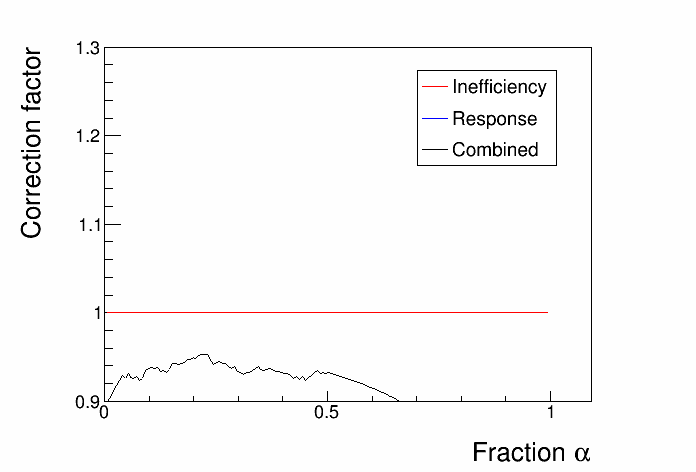 1.3
1.2
1.1
1
0.9
Correction factor
Inefficiency
Response
Combined
0 0.5 1
Fraction α